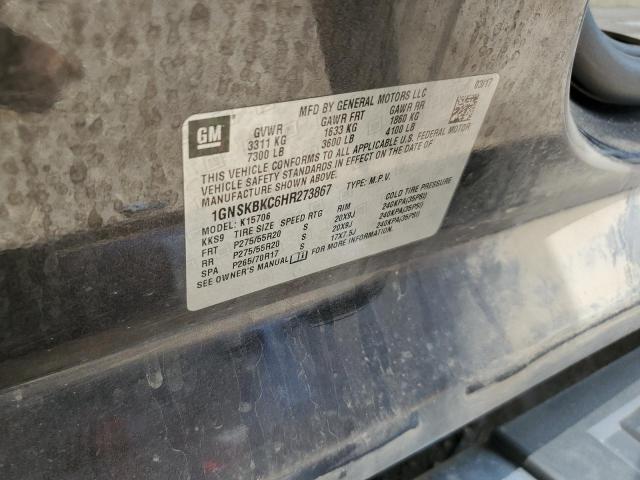 MFD BY GENERAL MOTORS LLC 03/17
GM
GVWR GAWR FRT GAWR RR
3311 KG 1633 KG 1860 KG
7300 LB 3600 LB 4100 LB
THIS VEHICLE CONFORMS TO ALL APPLICABLE U.S. FEDERAL MOTOR
VEHICLE SAFETY STANDARDS IN EFFECT ON THE DATE OF
MANUFACTURE SHOWN ABOVE.
1GNSKBKC6HR273867 TYPE: M.P.V.
MODEL: K15706
KKS9 TIRE SIZE SPEED RTG RIM COLD TIRE PRESSURE
FRT P275/55R20 S 20X9J 240KPA(35PSI)
RR P275/55R20 S 20X9J 240KPA(35PSI)
SPA P265/70R17 S 17X7.5J 240KPA(35PSI)
SEE OWNER'S MANUAL